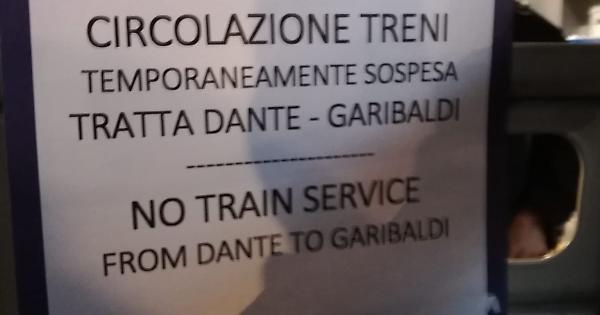 CIRCOLAZIONE TRENI
TEMPORANEAMENTE SOSPESA
TRATTA DANTE - GARIBALDI
----------------------
NO TRAIN SERVICE
FROM DANTE TO GARIBALDI